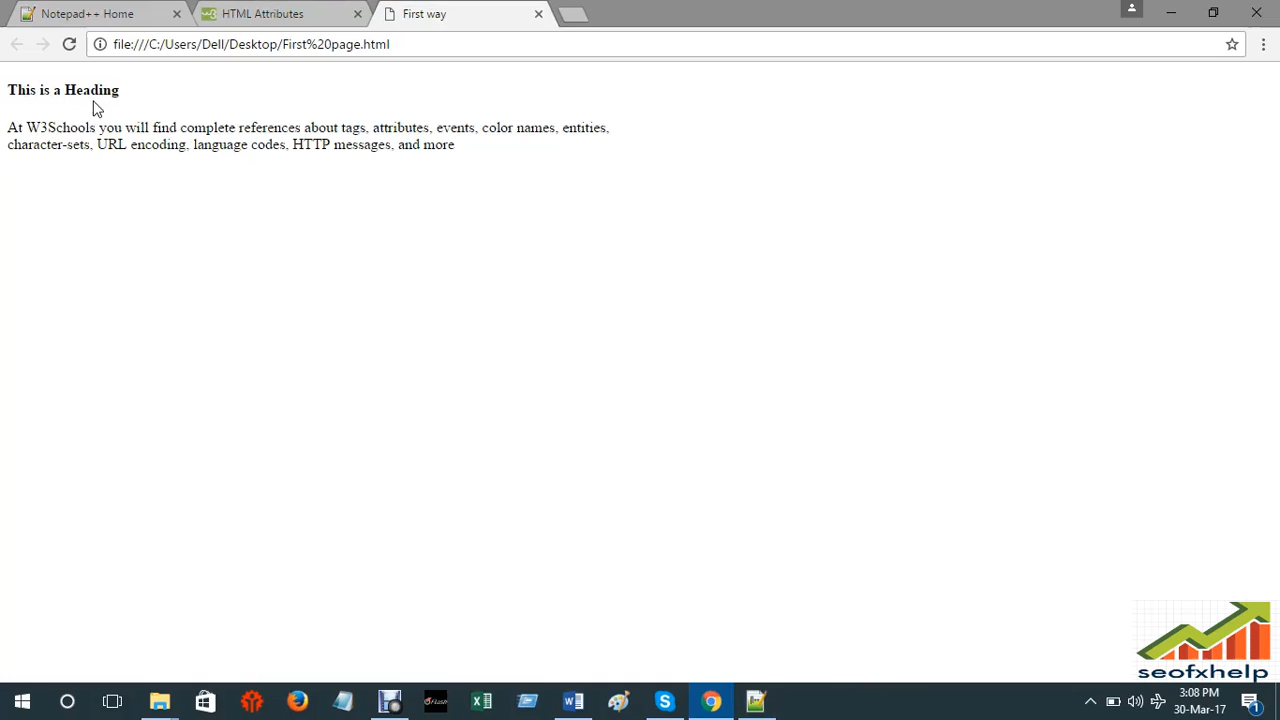 Notepad++ Home
HTML Attributes
First way
file:///C:/Users/Dell/Desktop/First%20page.html
This is a Heading
At W3Schools you will find complete references about tags, attributes, events, color names, entities,
character-sets, URL encoding, language codes, HTTP messages, and more
seofxhelp
3:08 PM
30-Mar-17